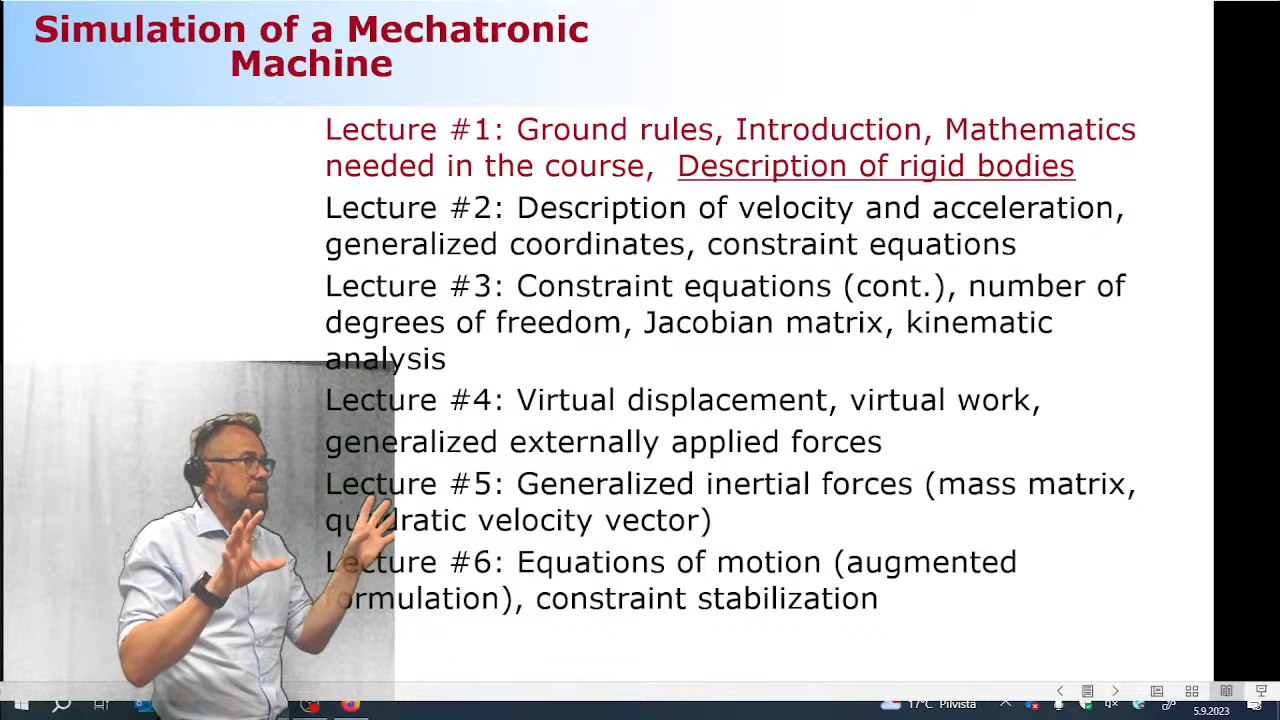 Simulation of a Mechatronic
Machine
Lecture #1: Ground rules, Introduction, Mathematics
needed in the course, Description of rigid bodies
Lecture #2: Description of velocity and acceleration,
generalized coordinates, constraint equations
Lecture #3: Constraint equations (cont.), number of
degrees of freedom, Jacobian matrix, kinematic
analysis
Lecture #4: Virtual displacement, virtual work,
generalized externally applied forces
Lecture #5: Generalized inertial forces (mass matrix,
quadratic velocity vector)
Lecture #6: Equations of motion (augmented
formulation), constraint stabilization
17°C Pilvistä
5.9.2023